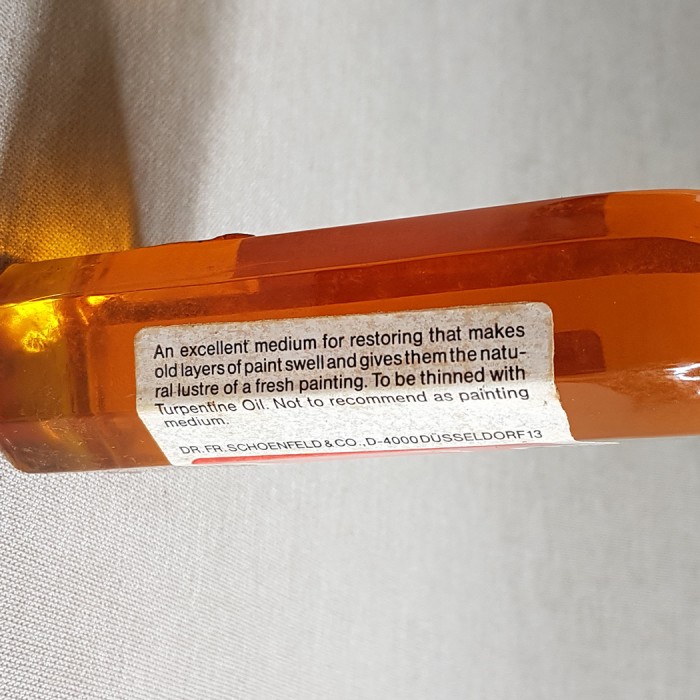 An excellent medium for restoring that makes
old layers of paint swell and gives them the natu-
ral lustre of a fresh painting. To be thinned with
Turpentine Oil. Not to recommend as painting
medium.
DR.FR.SCHOENFELD & CO., D-4000 DÜSSELDORF 13